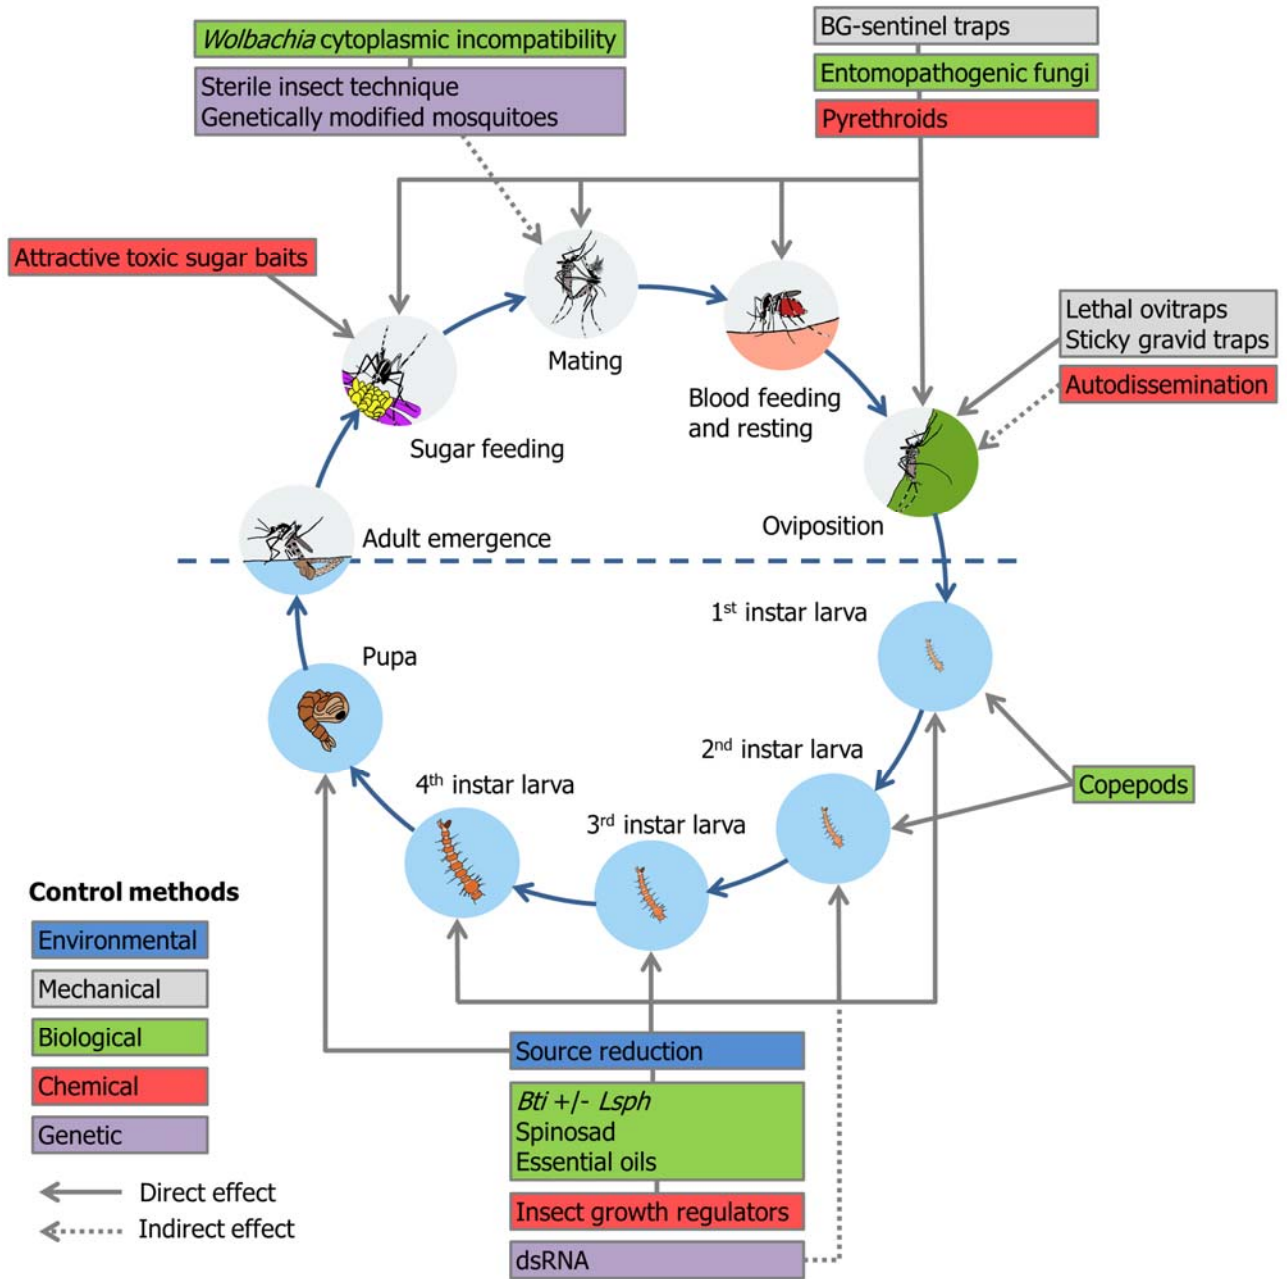 Wolbachia cytoplasmic incompatibility
Sterile insect technique
Genetically modified mosquitoes
BG-sentinel traps
Entomopathogenic fungi
Pyrethroids
Attractive toxic sugar baits
Lethal ovitraps
Sticky gravid traps
Autodissemination
Mating
Blood feeding
and resting
Sugar feeding
Oviposition
Adult emergence
1st instar larva
Pupa
2nd instar larva
Copepods
4th instar larva
3rd instar larva
Control methods
Environmental
Mechanical
Biological
Chemical
Genetic
Direct effect
Indirect effect
Source reduction
Bti +/- Lsph
Spinosad
Essential oils
Insect growth regulators
dsRNA